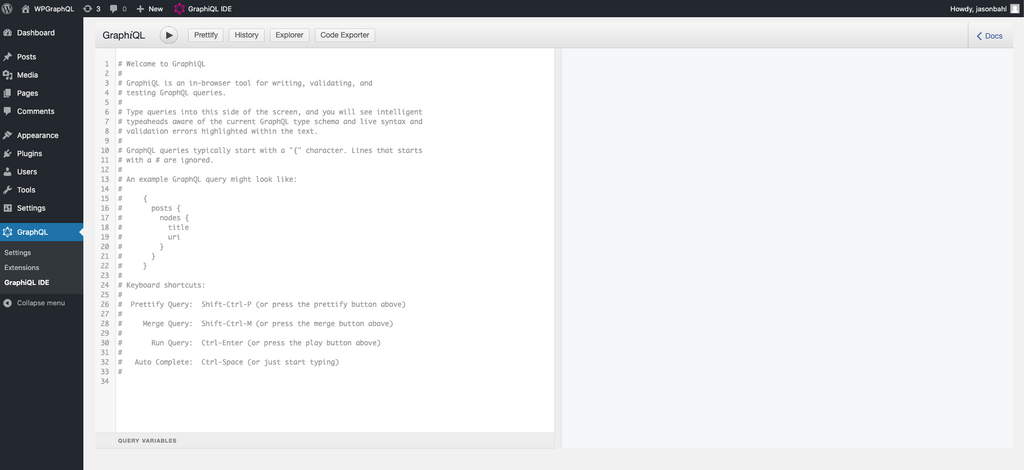 WPGraphQL 3 0 New GraphiQL IDE Howdy, jasonbahl
Dashboard
Posts
Media
Pages
Comments
Appearance
Plugins
Users
Tools
Settings
GraphQL
Settings
Extensions
GraphiQL IDE
Collapse menu
GraphiQL Prettify History Explorer Code Exporter Docs
1 # Welcome to GraphiQL
2 #
3 # GraphiQL is an in-browser tool for writing, validating, and
4 # testing GraphQL queries.
5 #
6 # Type queries into this side of the screen, and you will see intelligent
7 # typeaheads aware of the current GraphQL type schema and live syntax and
8 # validation errors highlighted within the text.
9 #
10 # GraphQL queries typically start with a "{" character. Lines that starts
11 # with a # are ignored.
12 #
13 # An example GraphQL query might look like:
14 #
15 # {
16 # posts {
17 # nodes {
18 # title
19 # uri
20 # }
21 # }
22 # }
23 #
24 # Keyboard shortcuts:
25 #
26 # Prettify Query: Shift-Ctrl-P (or press the prettify button above)
27 #
28 # Merge Query: Shift-Ctrl-M (or press the merge button above)
29 #
30 # Run Query: Ctrl-Enter (or press the play button above)
31 #
32 # Auto Complete: Ctrl-Space (or just start typing)
33 #
34
QUERY VARIABLES